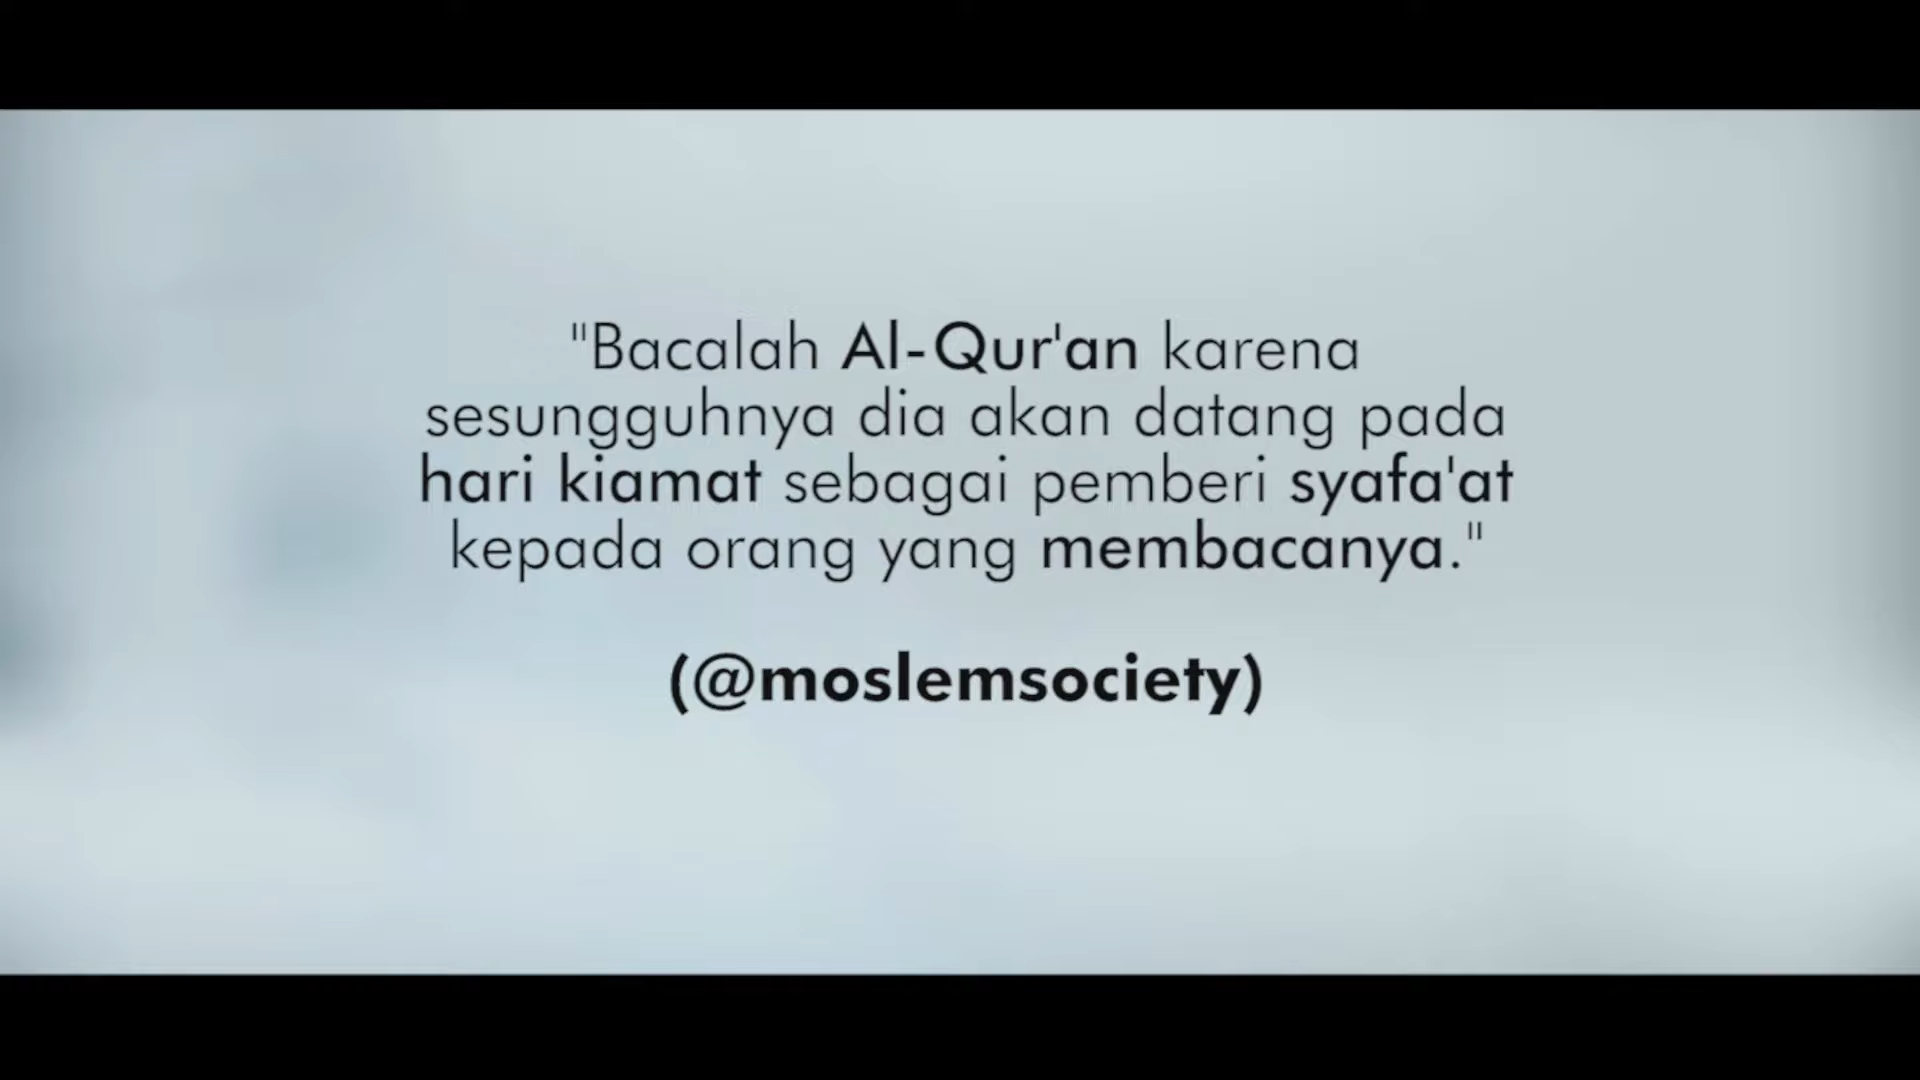 "Bacalah Al-Qur'an karena
sesungguhnya dia akan datang pada
hari kiamat sebagai pemberi syafa'at
kepada orang yang membacanya."
(@moslemsociety)